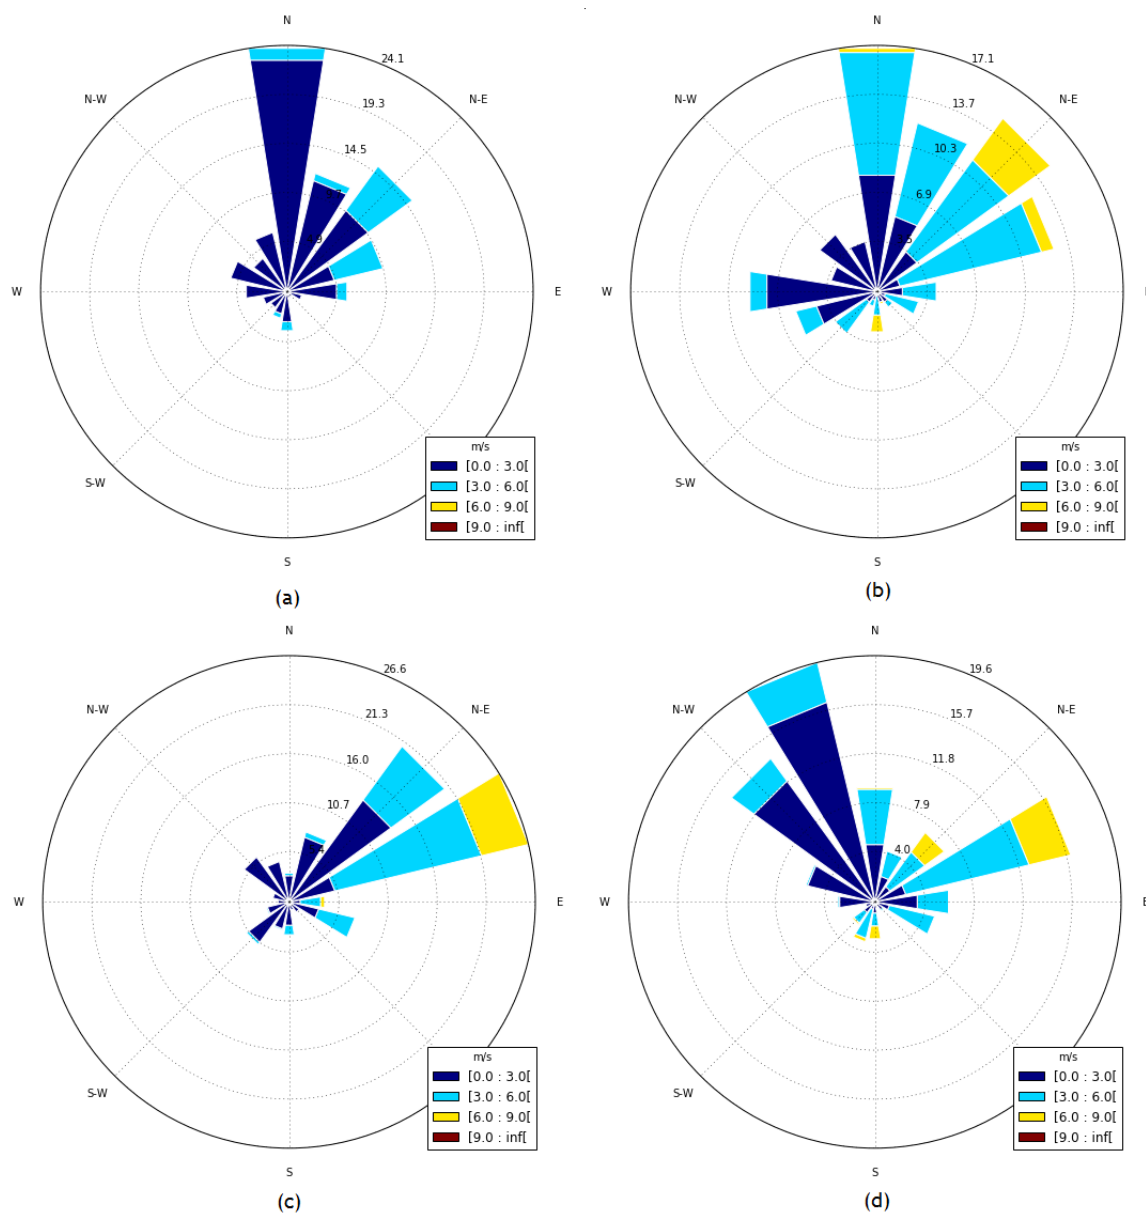 N
24.1
19.3
14.5
N-W
N-E
W
E
S-W
S
m/s
[0.0 : 3.0[
[3.0 : 6.0[
[6.0 : 9.0[
[9.0 : inf[
(a)
N
17.1
13.7
10.3
6.9
N-W
N-E
W
S-W
S
m/s
[0.0 : 3.0[
[3.0 : 6.0[
[6.0 : 9.0[
[9.0 : inf[
(b)
N
26.6
21.3
16.0
10.7
N-W
N-E
W
E
S-W
S
m/s
[0.0 : 3.0[
[3.0 : 6.0[
[6.0 : 9.0[
[9.0 : inf[
(c)
N
19.6
15.7
11.8
7.9
4.0
N-W
N-E
W
S-W
S
m/s
[0.0 : 3.0[
[3.0 : 6.0[
[6.0 : 9.0[
[9.0 : inf[
(d)